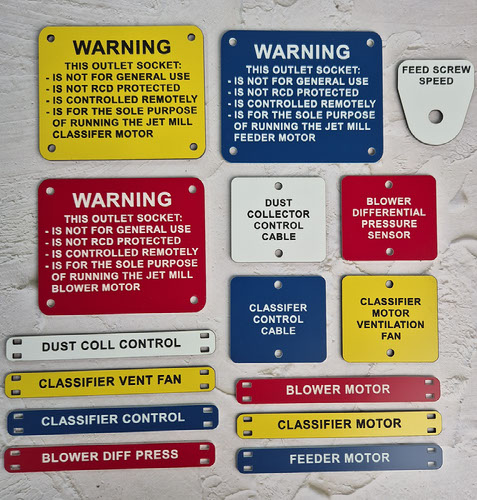 WARNING
THIS OUTLET SOCKET:
- IS NOT FOR GENERAL USE
- IS NOT RCD PROTECTED
- IS CONTROLLED REMOTELY
- IS FOR THE SOLE PURPOSE
OF RUNNING THE JET MILL
CLASSIFER MOTOR
WARNING
THIS OUTLET SOCKET:
- IS NOT FOR GENERAL USE
- IS NOT RCD PROTECTED
- IS CONTROLLED REMOTELY
- IS FOR THE SOLE PURPOSE
OF RUNNING THE JET MILL
FEEDER MOTOR
FEED SCREW
SPEED
WARNING
THIS OUTLET SOCKET:
- IS NOT FOR GENERAL USE
- IS NOT RCD PROTECTED
- IS CONTROLLED REMOTELY
- IS FOR THE SOLE PURPOSE
OF RUNNING THE JET MILL
BLOWER MOTOR
DUST
COLLECTOR
CONTROL
CABLE
BLOWER
DIFFERENTIAL
PRESSURE
SENSOR
CLASSIFER
CONTROL
CABLE
CLASSIFIER
MOTOR
VENTILATION
FAN
DUST COLL CONTROL
CLASSIFIER VENT FAN
CLASSIFIER CONTROL
BLOWER DIFF PRESS
BLOWER MOTOR
CLASSIFIER MOTOR
FEEDER MOTOR